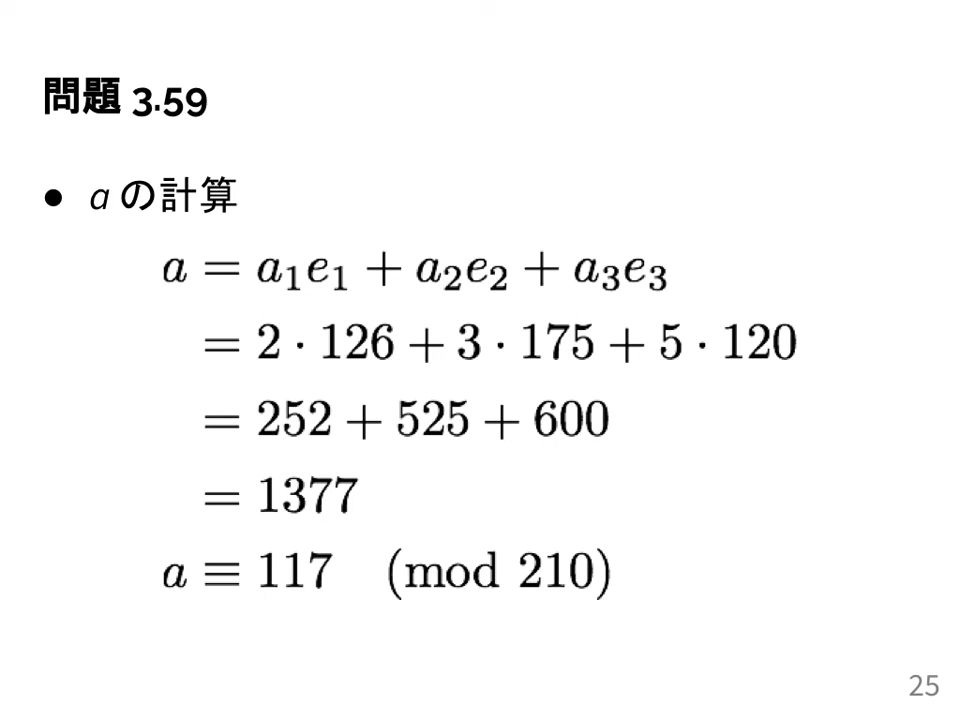 問題 3.59
● a の計算
a = a₁e₁ + a₂e₂ + a₃e₃
= 2 · 126 + 3 · 175 + 5 · 120
= 252 + 525 + 600
= 1377
a ≡ 117 (mod 210)
25